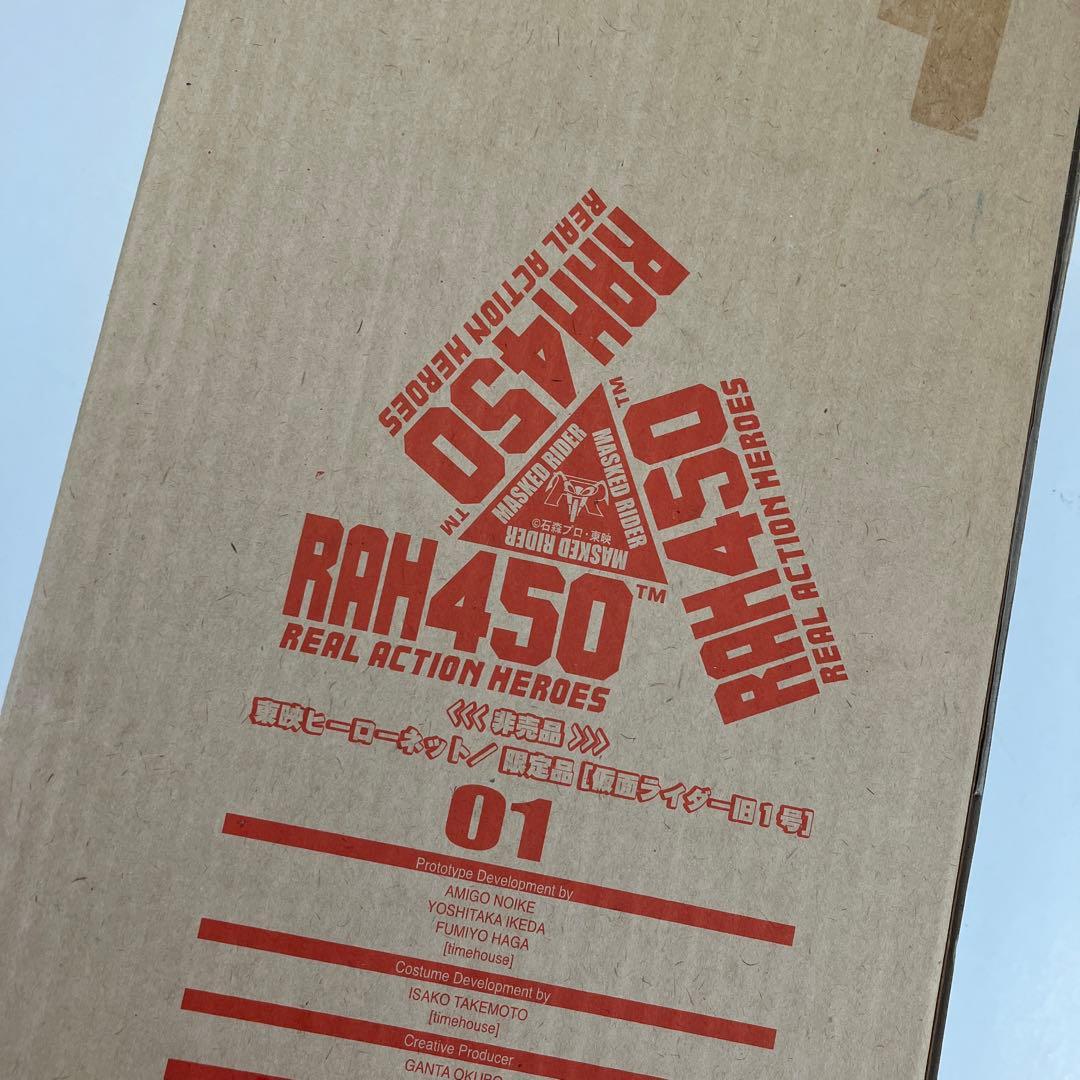 RAH450
REAL ACTION HEROES
TM
RAH450
REAL ACTION HEROES
TM
MASKED RIDER
MASKED RIDER
MASKED RIDER
©石森プロ・東映
RAH450™
REAL ACTION HEROES
<<< 非売品 >>>
東映ヒーローネット/限定品[仮面ライダー旧1号]
01
Prototype Development by
AMIGO NOIKE
YOSHITAKA IKEDA
FUMIYO HAGA
[timehouse]
Costume Development by
ISAKO TAKEMOTO
[timehouse]
Creative Producer
GANTA OKUBO